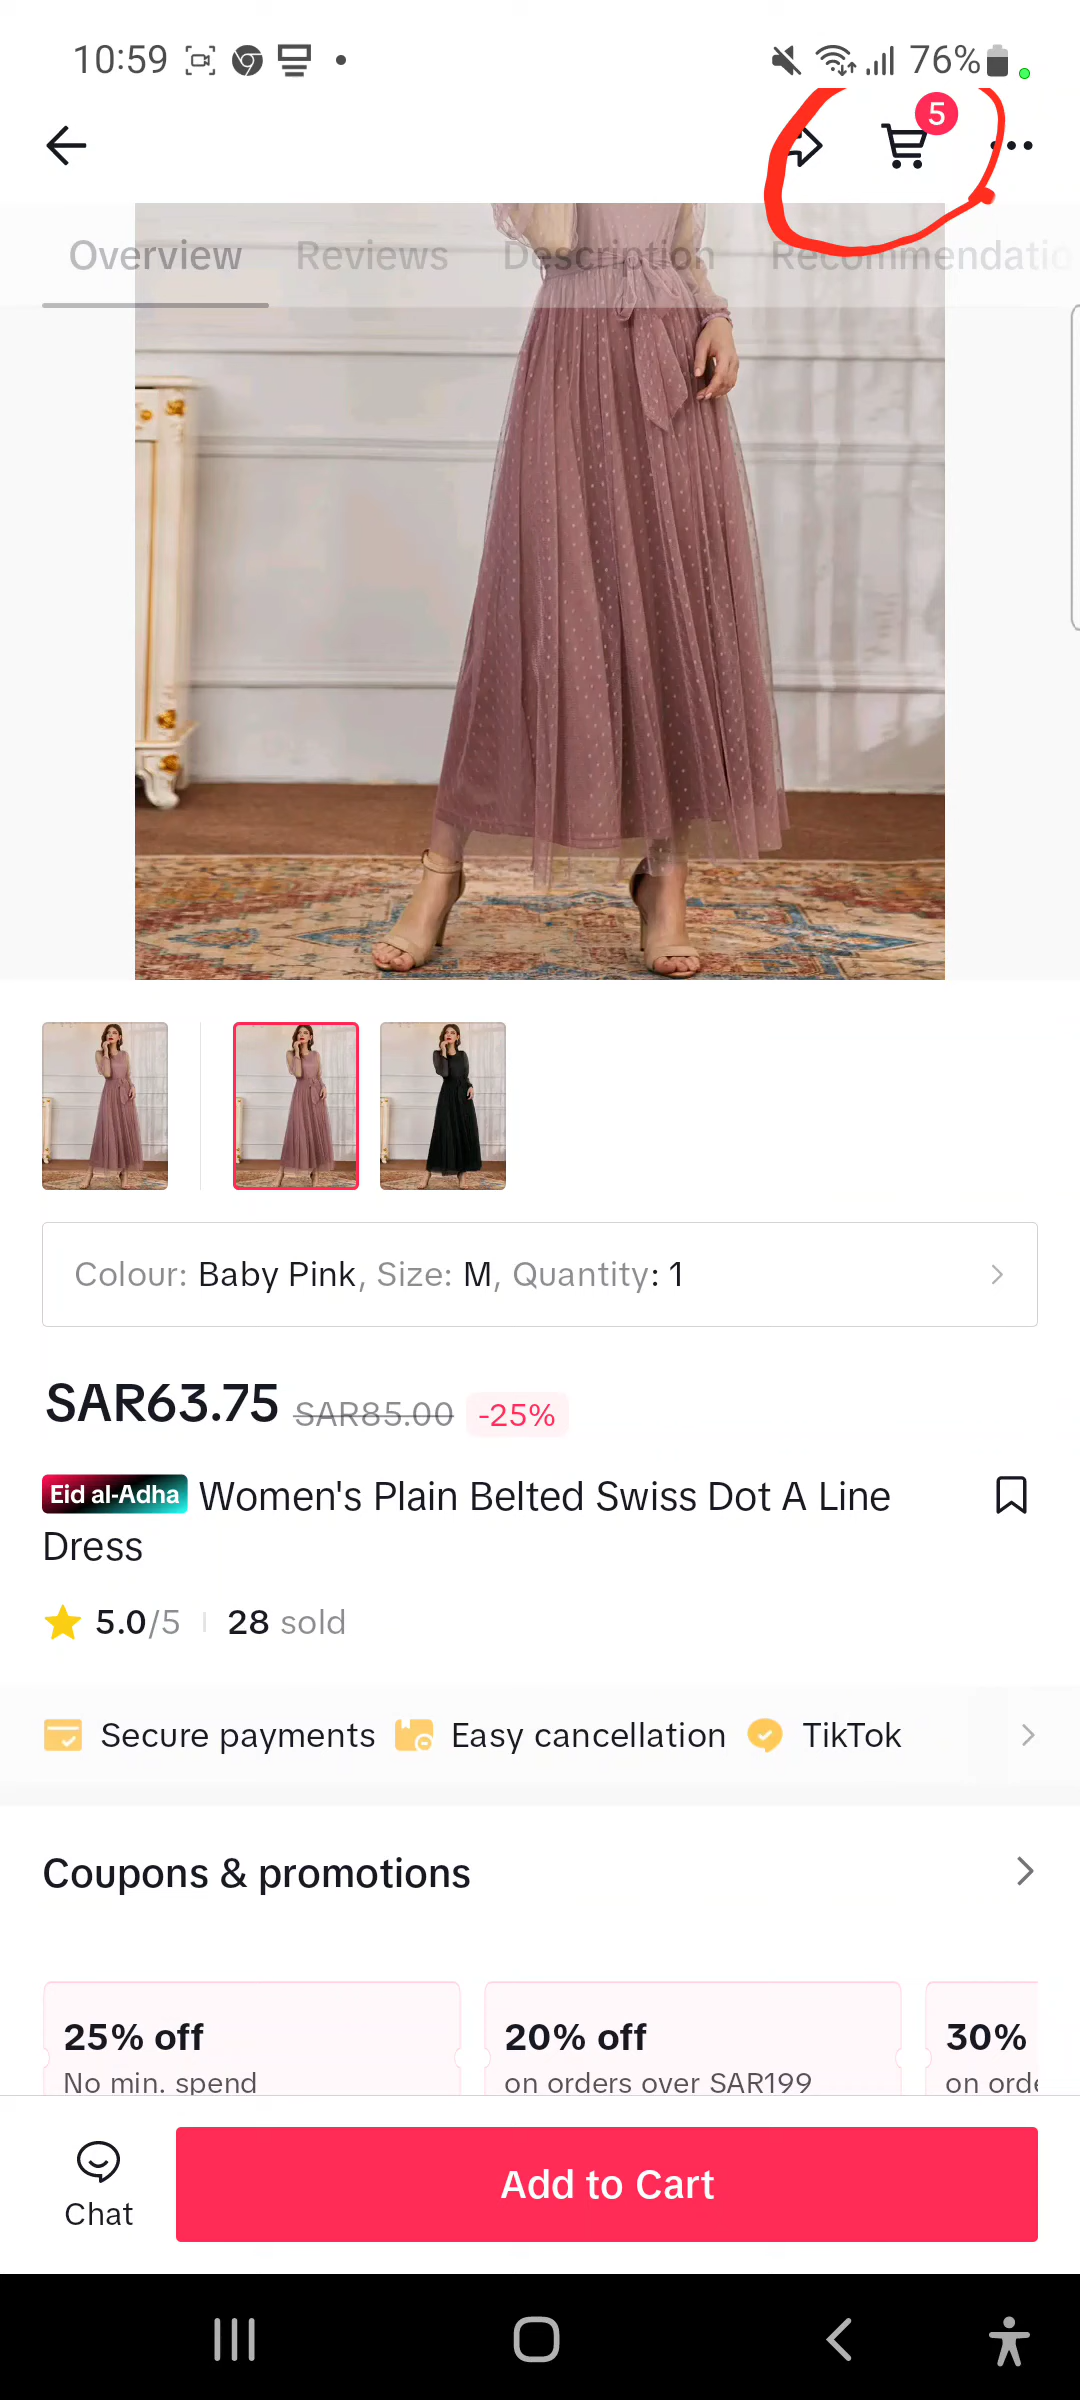 10:59 76%
5
Overview Reviews Description Recommendatio
Colour: Baby Pink, Size: M, Quantity: 1
SAR63.75 SAR85.00 -25%
Eid al-Adha Women's Plain Belted Swiss Dot A Line
Dress
5.0/5 28 sold
Secure payments Easy cancellation TikTok
Coupons & promotions
25% off 20% off 30%
No min. spend on orders over SAR199 on orde
Chat Add to Cart